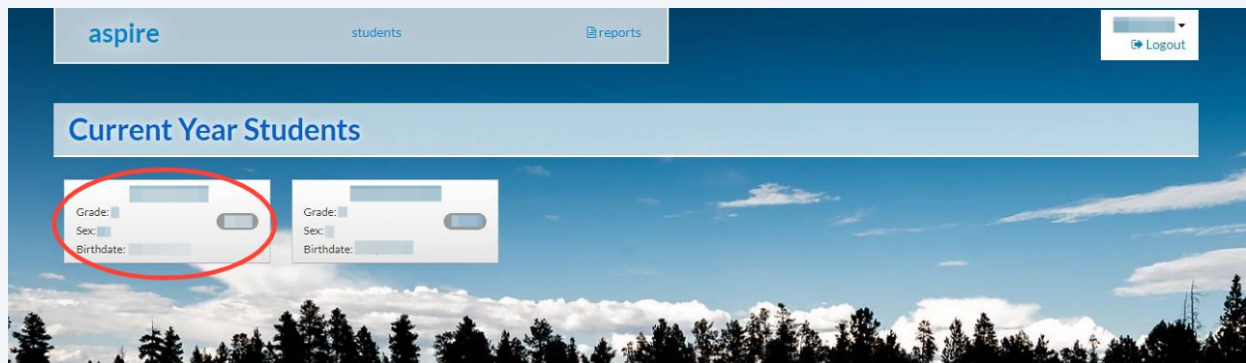 aspire
students
reports
Logout
Current Year Students
Grade:
Sex:
Birthdate:
Grade:
Sex:
Birthdate: